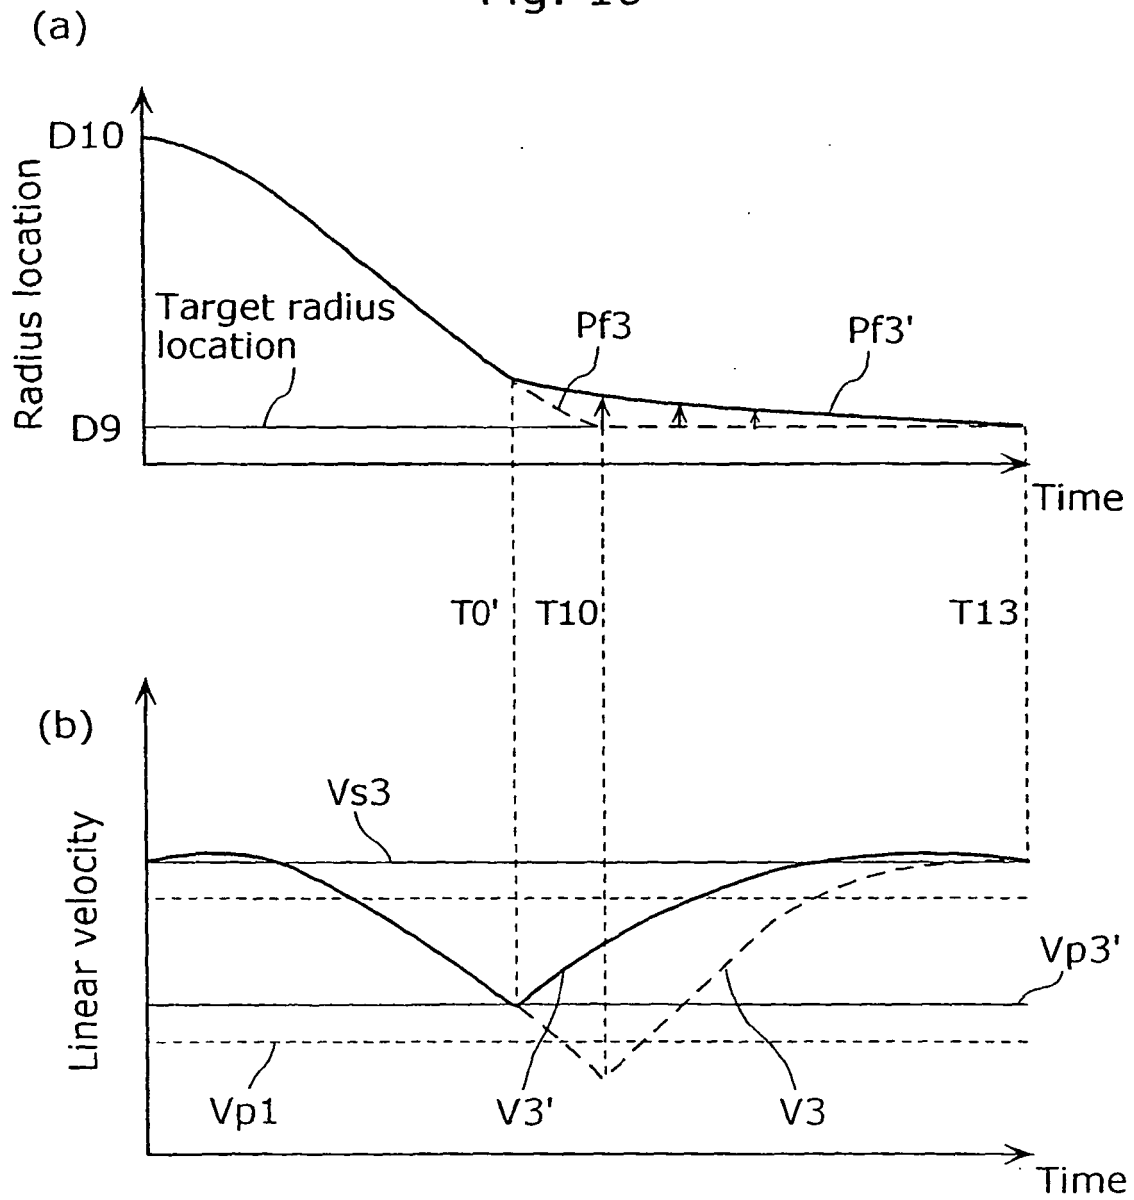 (a)
D10
Radius location
Target radius
location
Pf3
Pf3'
D9
Time
T0'
T10
T13
(b)
Vs3
Linear velocity
Vp3'
Vp1
V3'
V3
Time